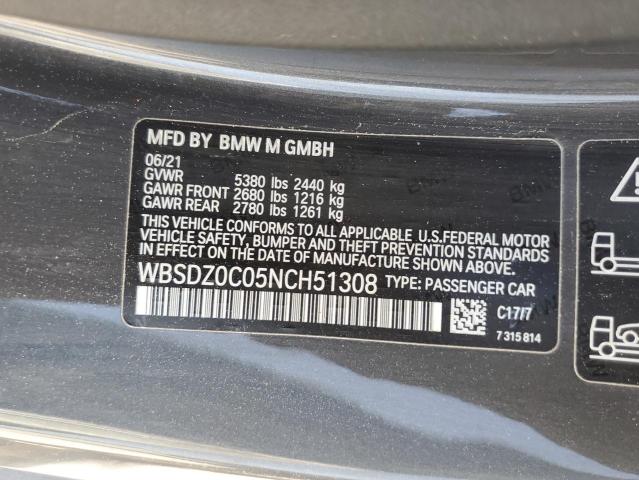 MFD BY BMW M GMBH
06/21
GVWR 5380 lbs 2440 kg
GAWR FRONT 2680 lbs 1216 kg
GAWR REAR 2780 lbs 1261 kg
THIS VEHICLE CONFORMS TO ALL APPLICABLE U.S.FEDERAL MOTOR
VEHICLE SAFETY, BUMPER, AND THEFT PREVENTION STANDARDS
IN EFFECT ON THE DATE OF MANUFACTURE SHOWN ABOVE.
WBSDZ0C05NCH51308 TYPE: PASSENGER CAR
C17/7
7 315 814